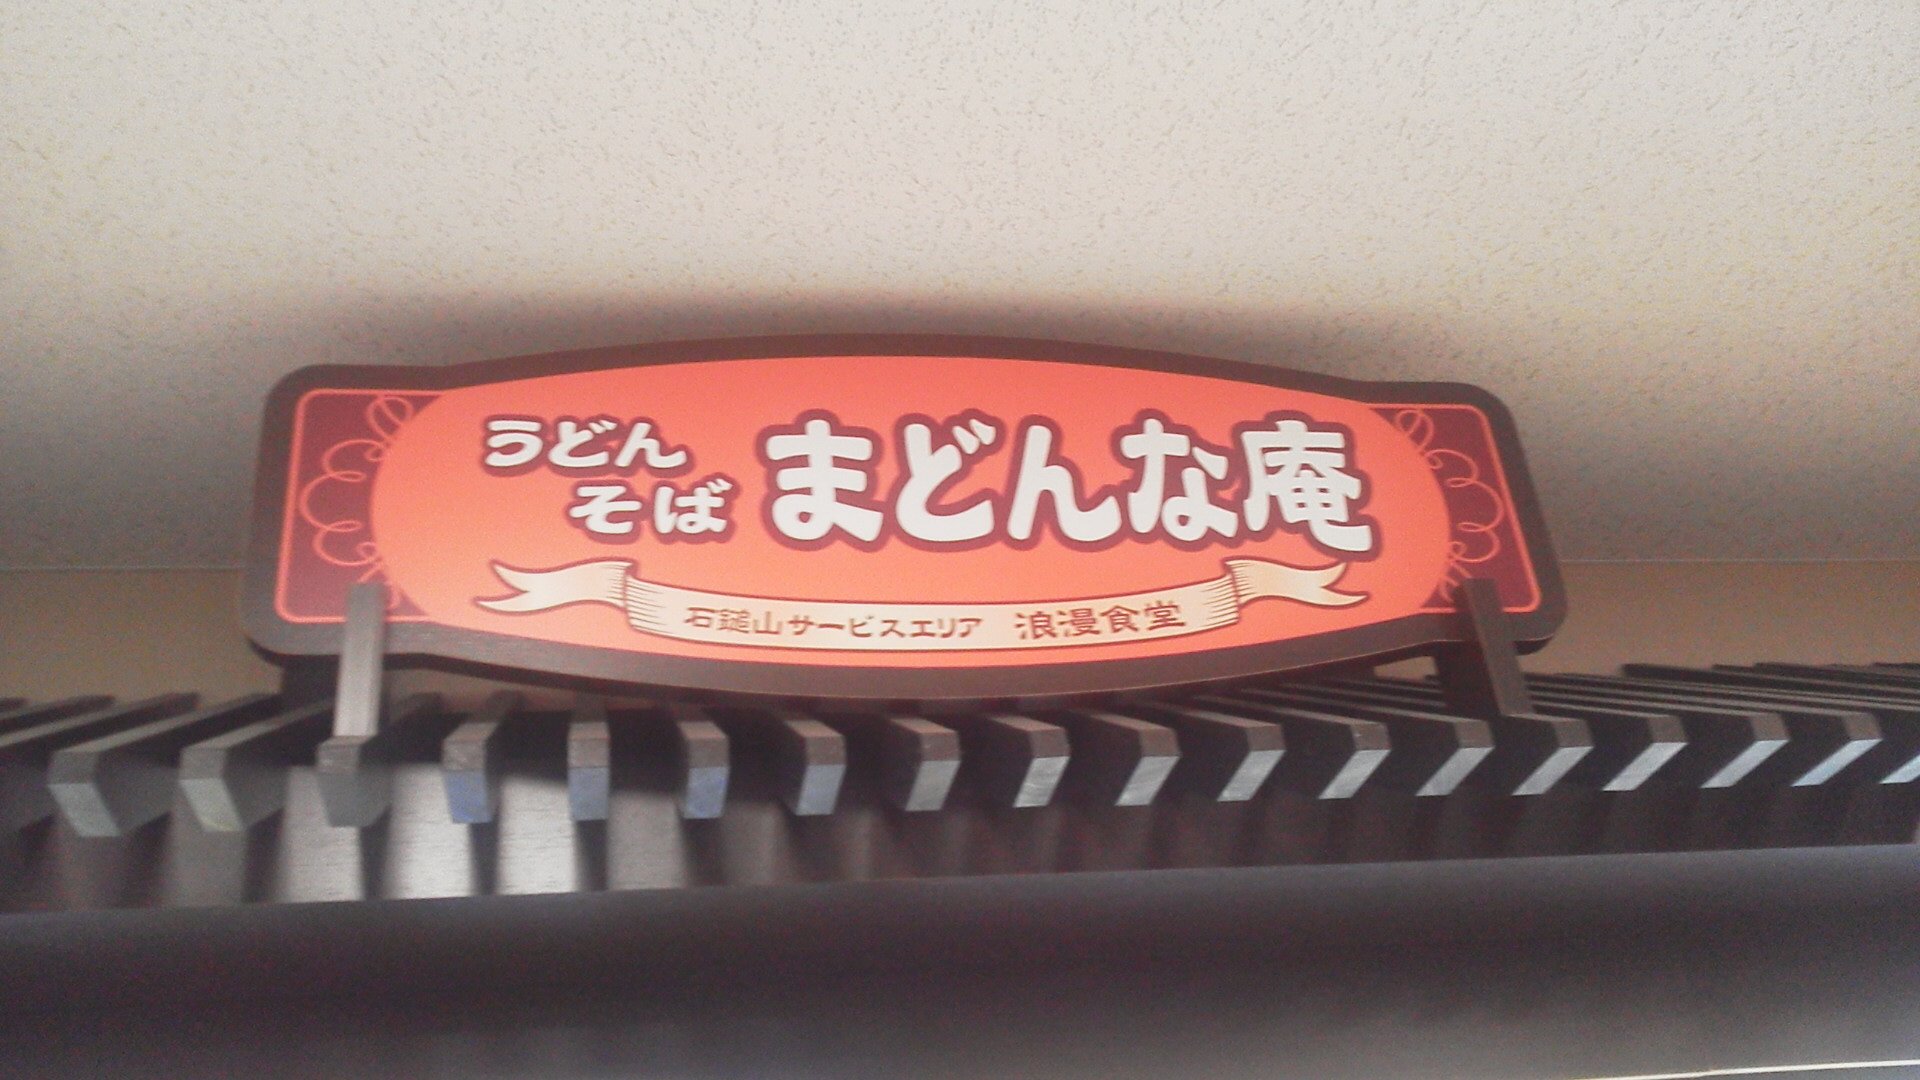 うどん
そば
まどんな庵
石鎚山サービスエリア 浪漫食堂